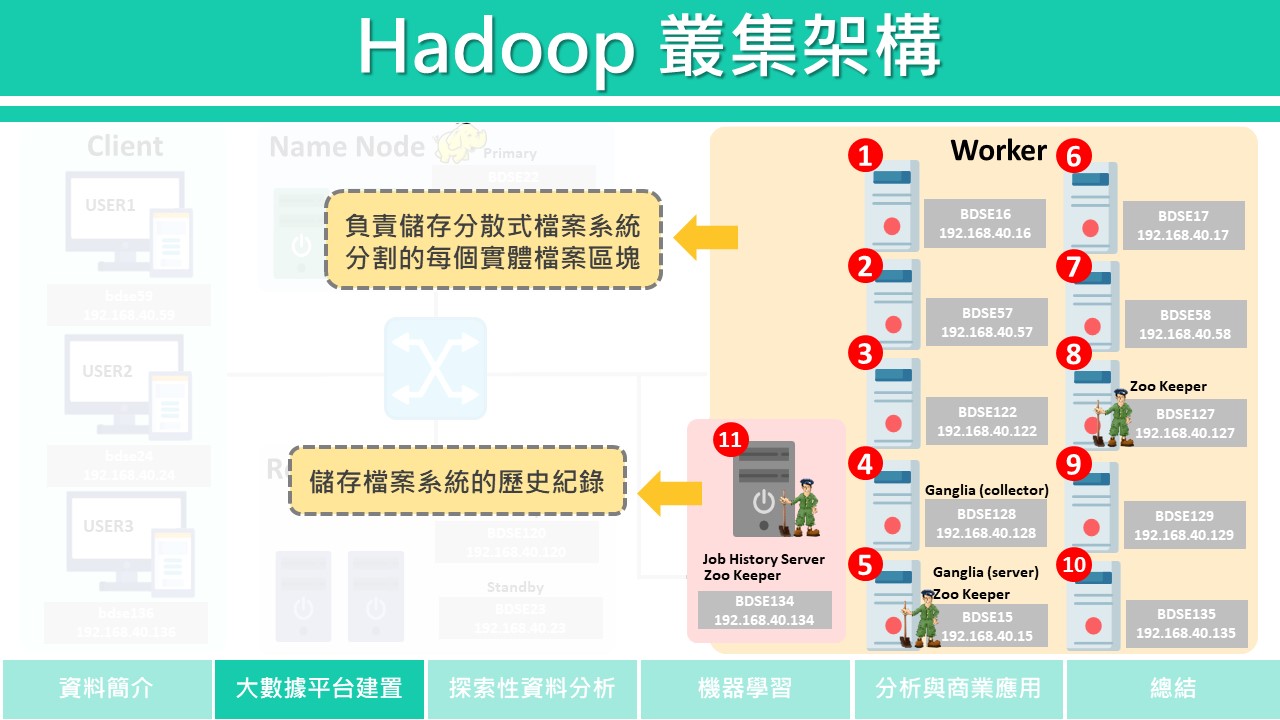 Hadoop 叢集架構
Client
USER1
bdse59
192.168.40.59
USER2
bdse24
192.168.40.24
USER3
bdse136
192.168.40.136
Name Node
Primary
BDSE22
負責儲存分散式檔案系統
分割的每個實體檔案區塊
儲存檔案系統的歷史紀錄
BDSE120
192.168.40.120
Standby
BDSE23
192.168.40.23
11
Job History Server
Zoo Keeper
BDSE134
192.168.40.134
Worker
1
BDSE16
192.168.40.16
2
BDSE57
192.168.40.57
3
BDSE122
192.168.40.122
4
Ganglia (collector)
BDSE128
192.168.40.128
5
Ganglia (server)
Zoo Keeper
BDSE15
192.168.40.15
6
BDSE17
192.168.40.17
7
BDSE58
192.168.40.58
8
Zoo Keeper
BDSE127
192.168.40.127
9
BDSE129
192.168.40.129
10
BDSE135
192.168.40.135
資料簡介
大數據平台建置
探索性資料分析
機器學習
分析與商業應用
總結